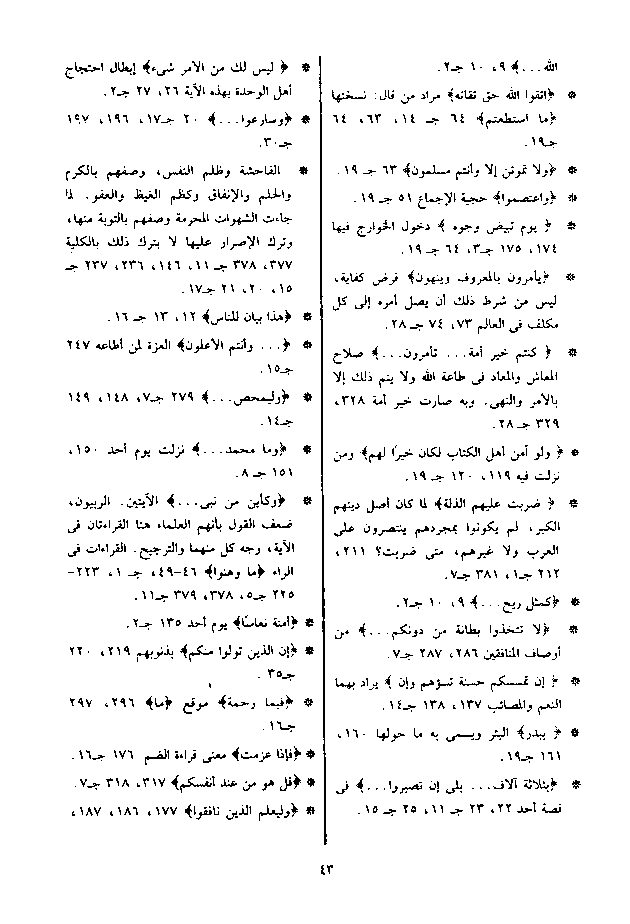 الله...﴾ ٩، ١٠ جـ٢.
* ﴿اتقوا الله حق تقاته﴾ مراد من قال: نسختها
﴿ما استطعتم﴾ ٦٤ جـ ١٤، ٦٣، ٦٤
جـ١٩.
* ﴿ولا تموتن إلا وأنتم مسلمون﴾ ٦٣ جـ ١٩.
* ﴿واعتصموا﴾ حجية الإجماع ٥١ جـ ١٩.
* ﴿ يوم تبيض وجوه ﴾ دخول الخوارج فيها
١٧٤، ١٧٥ جـ٣، ٦٤ جـ ١٩.
* ﴿يأمرون بالمعروف وينهون﴾ فرض كفاية،
ليس من شرط ذلك أن يصل أمره إلى كل
مكلف فى العالم ٧٣، ٧٤ جـ ٢٨.
* ﴿ كنتم خير أمة... تأمرون...﴾ صلاح
المعاش والمعاد فى طاعة الله ولا يتم ذلك إلا
بالأمر والنهى. وبه صارت خير أمة ٣٢٨،
٣٢٩ جـ ٢٨.
* ﴿ ولو آمن أهل الكتاب لكان خيرًا لهم﴾ ومن
نزلت فيه ١١٩، ١٢٠ جـ ١٩.
* ﴿ ضربت عليهم الذلة﴾ لما كان أصل دينهم
الكبر، لم يكونوا بمجردهم ينتصرون على
العرب ولا غيرهم، متى ضربت؟ ٢١١،
٢١٢ جـ١، ٣٨١ جـ٧.
* ﴿كمثل ريح...﴾ ٩، ١٠ جـ٢.
* ﴿لا تتخذوا بطانة من دونكم...﴾ من
أوصاف المنافقين ٢٨٦، ٢٨٧ جـ٧.
* ﴿ إن تمسسكم حسنة تسؤهم وإن ﴾ يراد بهما
النعم والمصائب ١٣٧، ١٣٨ جـ١٤.
* ﴿ ببدر﴾ البئر ويسمى به ما حولها ١٦٠،
١٦١ جـ١٩.
* ﴿بثلاثة آلاف... بلى إن تصبروا...﴾ فى
قصة أحد ٢٢، ٢٣ جـ ١١، ٢٥ جـ ١٥.
* ﴿ ليس لك من الأمر شىء﴾ إبطال احتجاج
أهل الوحدة بهذه الآية ٢٦، ٢٧ جـ٢.
* ﴿وسارعوا...﴾ ٢٠ جـ١٧، ١٩٦، ١٩٧
جـ٣٠.
* الفاحشة وظلم النفس، وصفهم بالكرم
والحلم والإنفاق وكظم الغيظ والعفو. لما
جاءت الشهوات المحرمة وصفهم بالتوبة منها،
وترك الإصرار عليها لا بترك ذلك بالكلية
٣٧٧، ٣٧٨ جـ ١١، ١٤٦، ٢٣٦، ٢٣٧ جـ
١٥، ٢٠، ٢١ جـ١٧.
* ﴿هذا بيان للناس﴾ ١٢، ١٣ جـ ١٦.
* ﴿... وأنتم الأعلون﴾ العزة لمن أطاعه ٢٤٧
جـ١٥.
* ﴿وليمحص...﴾ ٢٧٩ جـ٧، ١٤٨، ١٤٩
جـ١٤.
* ﴿وما محمد...﴾ نزلت يوم أحد ١٥٠،
١٥١ جـ ٨.
* ﴿وكأين من نبى...﴾ الآيتين. الربيون،
ضعف القول بأنهم العلماء هنا القراءتان فى
الآية، وجه كل منهما والترجيح. القراءات فى
الراء ﴿ما وهنوا﴾ ٤٦-٤٩، جـ ١، ٢٢٣-
٢٢٥ جـ٥، ٣٧٨، ٣٧٩ جـ١١.
* ﴿أمنة نعاسًا﴾ يوم أحد ١٣٥ جـ٢.
* ﴿إن الذين تولوا منكم﴾ بذنوبهم ٢١٩، ٢٢٠
جـ٣٥.
* ﴿فبما رحمة﴾ موقع ﴿ما﴾ ٢٩٦، ٢٩٧
جـ١٦.
* ﴿فإذا عزمت﴾ معنى قراءة الضم ١٧٦ جـ١٦.
* ﴿قل هو من عند أنفسكم﴾ ٣١٧، ٣١٨ جـ٧.
* ﴿وليعلم الذين نافقوا﴾ ١٧٧، ١٨٦، ١٨٧،
٤٣